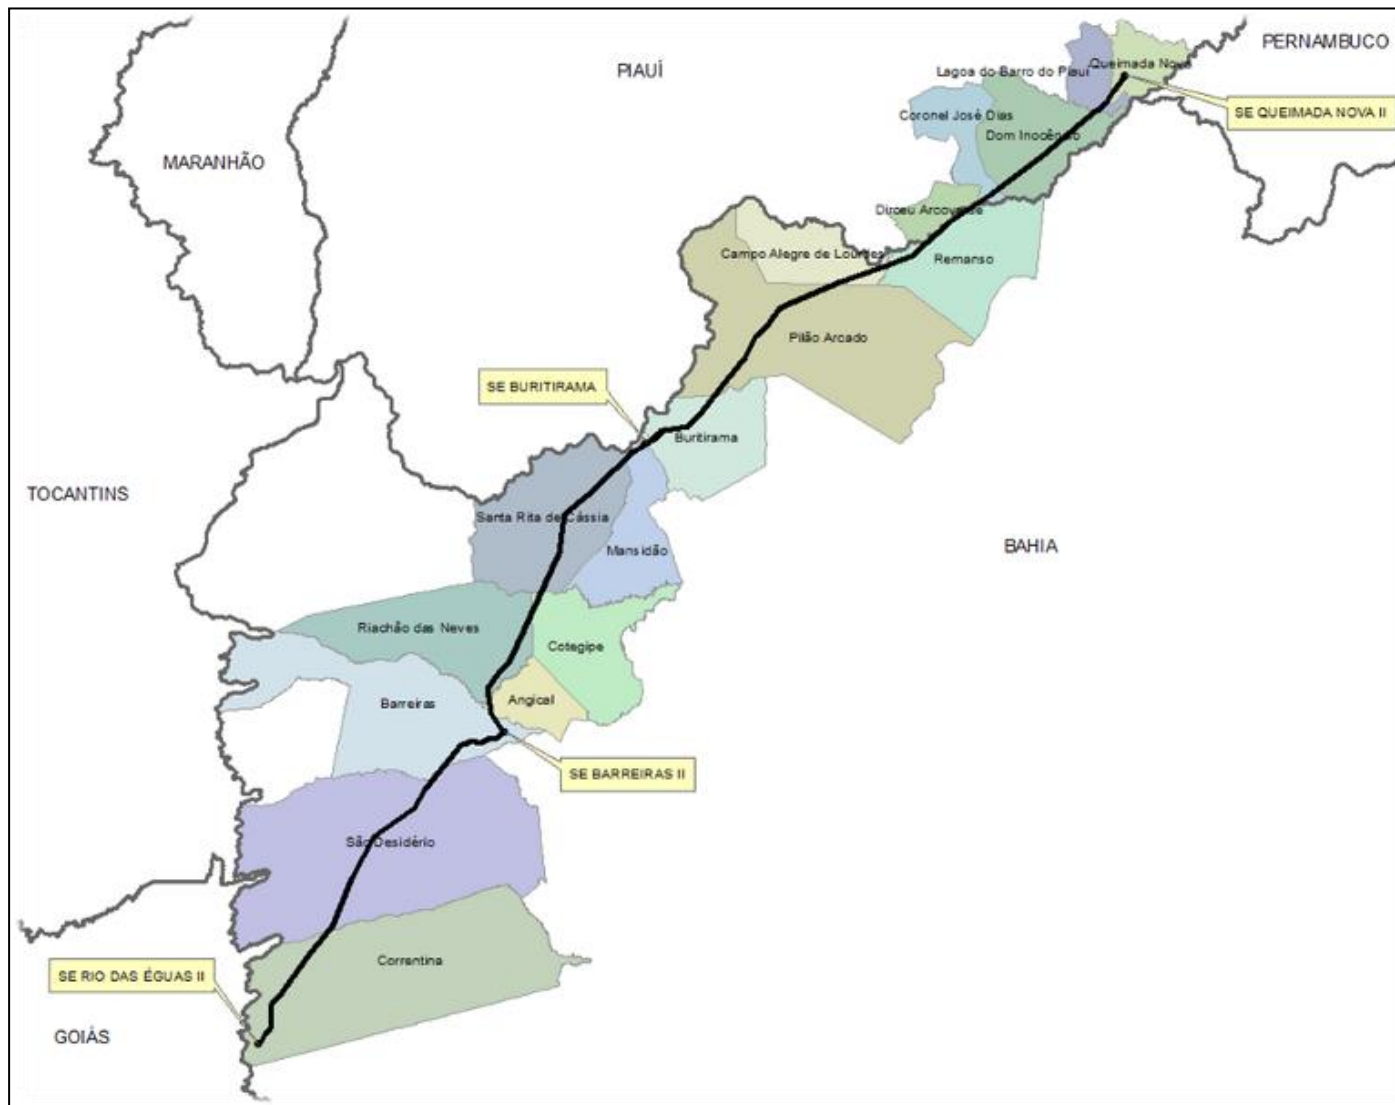 PERNAMBUCO
PIAUÍ
Queimada Nova
Lagoa do Barro do Piauí
SE QUEIMADA NOVA II
Coronel José Dias
Dom Inocêncio
MARANHÃO
Dirceu Arcoverde
Campo Alegre de Lourdes
Remanso
Pilão Arcado
SE BURITIRAMA
Buritirama
TOCANTINS
Santa Rita de Cássia
BAHIA
Mansidão
Riachão das Neves
Cotegipe
Angical
Barreiras
SE BARREIRAS II
São Desidério
Correntina
SE RIO DAS ÉGUAS II
GOIÁS